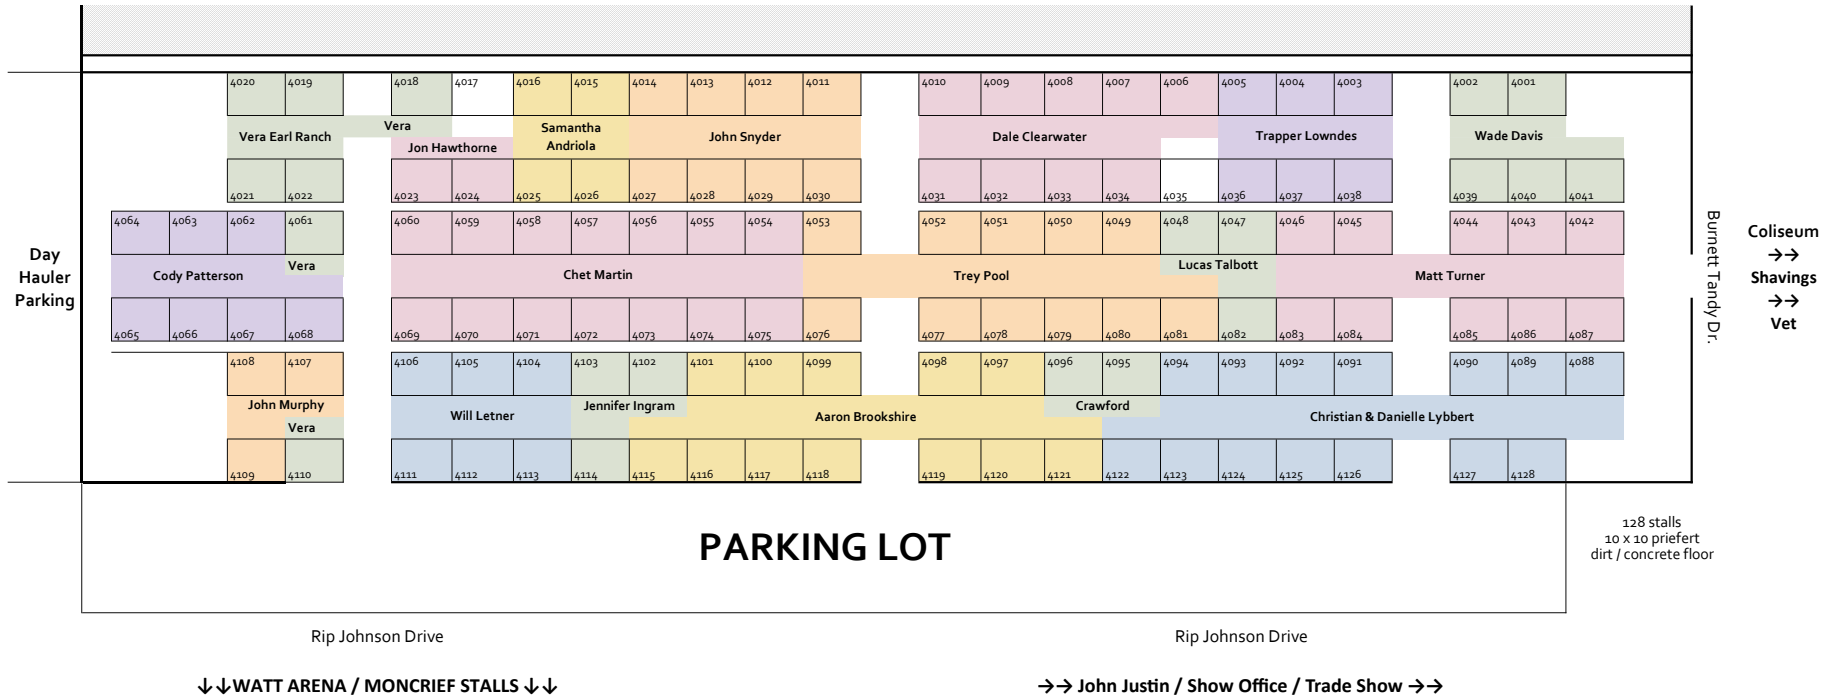 4020 4019 4018 4017 4016 4015 4014 4013 4012 4011 4010 4009 4008 4007 4006 4005 4004 4003 4002 4001
Vera Earl Ranch
Vera
Jon Hawthorne
Samantha
Andriola
John Snyder
Dale Clearwater
Trapper Lowndes
Wade Davis
4021 4022 4023 4024 4025 4026 4027 4028 4029 4030 4031 4032 4033 4034 4035 4036 4037 4038 4039 4040 4041
4064 4063 4062 4061 4060 4059 4058 4057 4056 4055 4054 4053 4052 4051 4050 4049 4048 4047 4046 4045 4044 4043 4042
Day
Hauler
Parking
Cody Patterson
Vera
Chet Martin
Trey Pool
Lucas Talbott
Matt Turner
Burnett Tandy Dr.
Coliseum
→→
Shavings
→→
Vet
4065 4066 4067 4068 4069 4070 4071 4072 4073 4074 4075 4076 4077 4078 4079 4080 4081 4082 4083 4084 4085 4086 4087
4108 4107 4106 4105 4104 4103 4102 4101 4100 4099 4098 4097 4096 4095 4094 4093 4092 4091 4090 4089 4088
John Murphy
Vera
Will Letner
Jennifer Ingram
Aaron Brookshire
Crawford
Christian & Danielle Lybbert
4109 4110 4111 4112 4113 4114 4115 4116 4117 4118 4119 4120 4121 4122 4123 4124 4125 4126 4127 4128
PARKING LOT
128 stalls
10 x 10 priefert
dirt / concrete floor
Rip Johnson Drive
Rip Johnson Drive
↓↓WATT ARENA / MONCRIEF STALLS ↓↓
→→ John Justin / Show Office / Trade Show →→